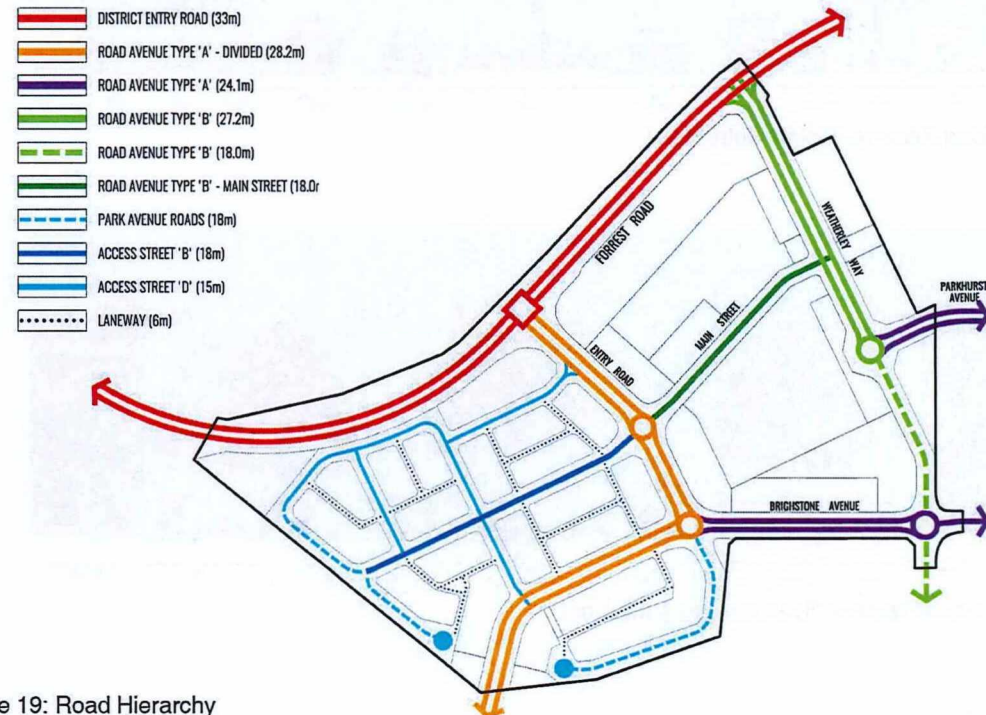 DISTRICT ENTRY ROAD (33m)
ROAD AVENUE TYPE 'A' - DIVIDED (28.2m)
ROAD AVENUE TYPE 'A' (24.1m)
ROAD AVENUE TYPE 'B' (27.2m)
ROAD AVENUE TYPE 'B' (18.0m)
ROAD AVENUE TYPE 'B' - MAIN STREET (18.0r
PARK AVENUE ROADS (18m)
ACCESS STREET 'B' (18m)
ACCESS STREET 'D' (15m)
LANEWAY (6m)
FORREST ROAD
WEATHERLEY WAY
PARKHURST
AVENUE
MAIN STREET
ENTRY ROAD
BRIGHSTONE AVENUE
e 19: Road Hierarchy